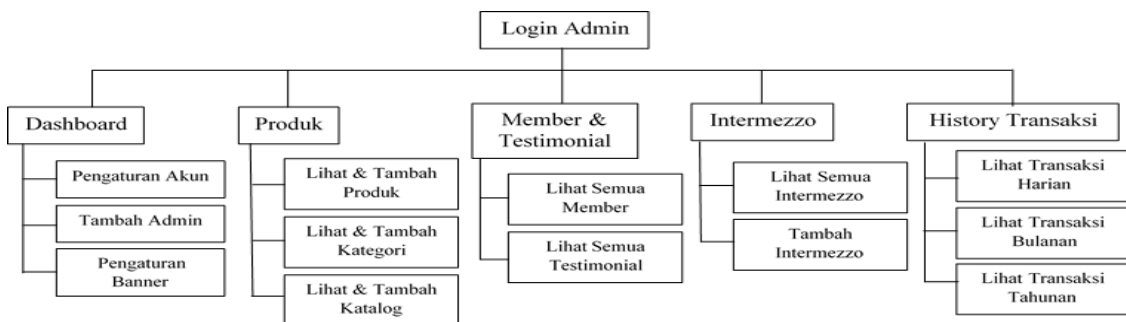 Login Admin
Dashboard
Pengaturan Akun
Tambah Admin
Pengaturan
Banner
Produk
Lihat & Tambah
Produk
Lihat & Tambah
Kategori
Lihat & Tambah
Katalog
Member &
Testimonial
Lihat Semua
Member
Lihat Semua
Testimonial
Intermezzo
Lihat Semua
Intermezzo
Tambah
Intermezzo
History Transaksi
Lihat Transaksi
Harian
Lihat Transaksi
Bulanan
Lihat Transaksi
Tahunan